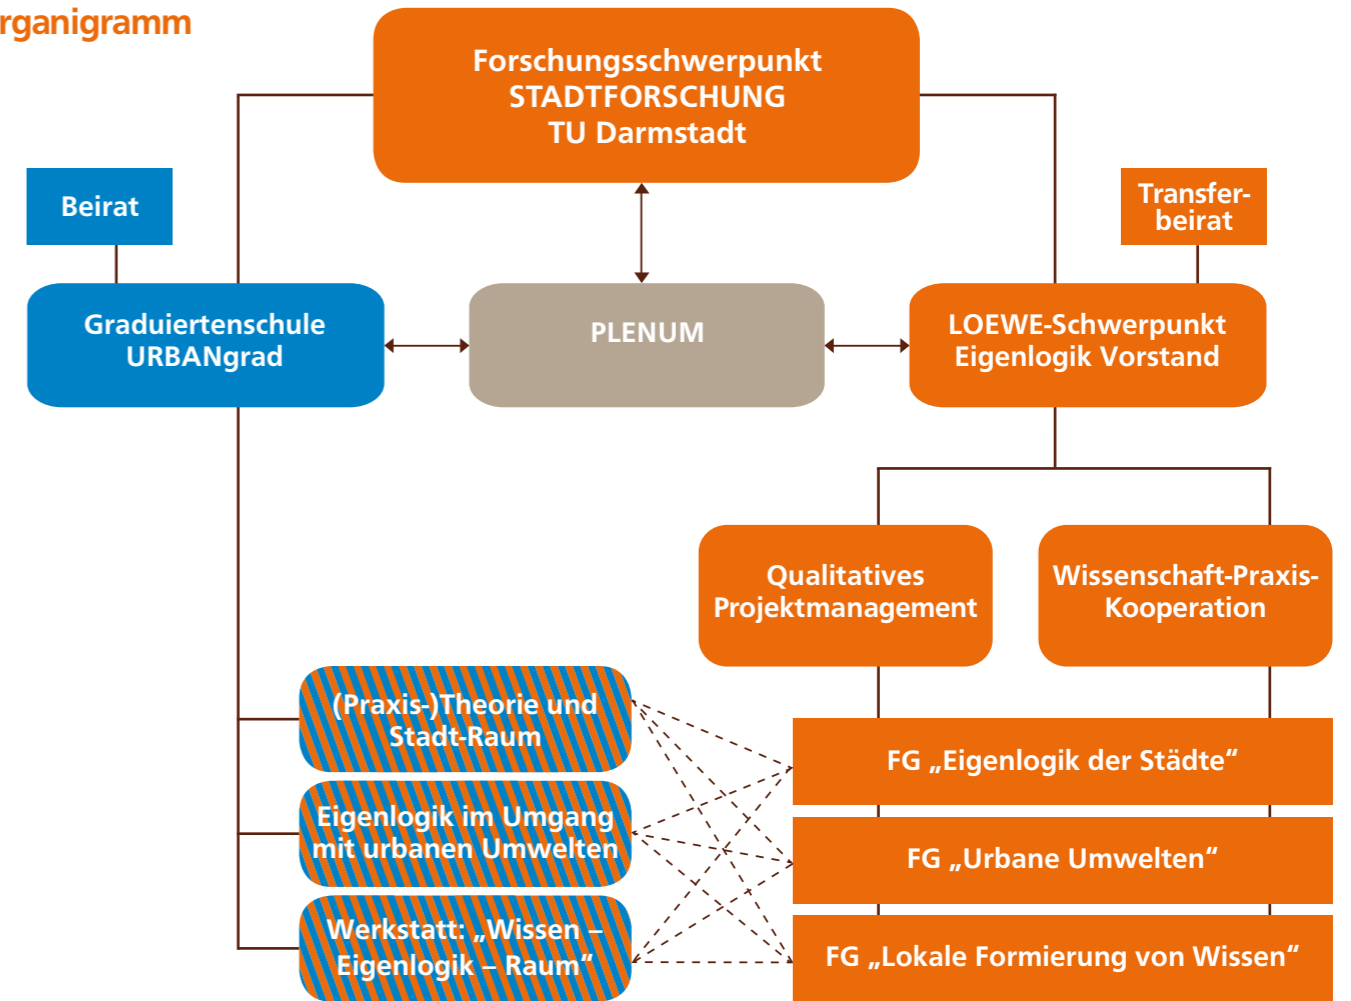 rganigramm
Forschungsschwerpunkt
STADTFORSCHUNG
TU Darmstadt
Beirat
Transfer-
beirat
Graduiertenschule
URBANgrad
PLENUM
LOEWE-Schwerpunkt
Eigenlogik Vorstand
Qualitatives
Projektmanagement
Wissenschaft-Praxis-
Kooperation
(Praxis-)Theorie und
Stadt-Raum
Eigenlogik im Umgang
mit urbanen Umwelten
Werkstatt: „Wissen –
Eigenlogik – Raum“
FG „Eigenlogik der Städte“
FG „Urbane Umwelten“
FG „Lokale Formierung von Wissen“